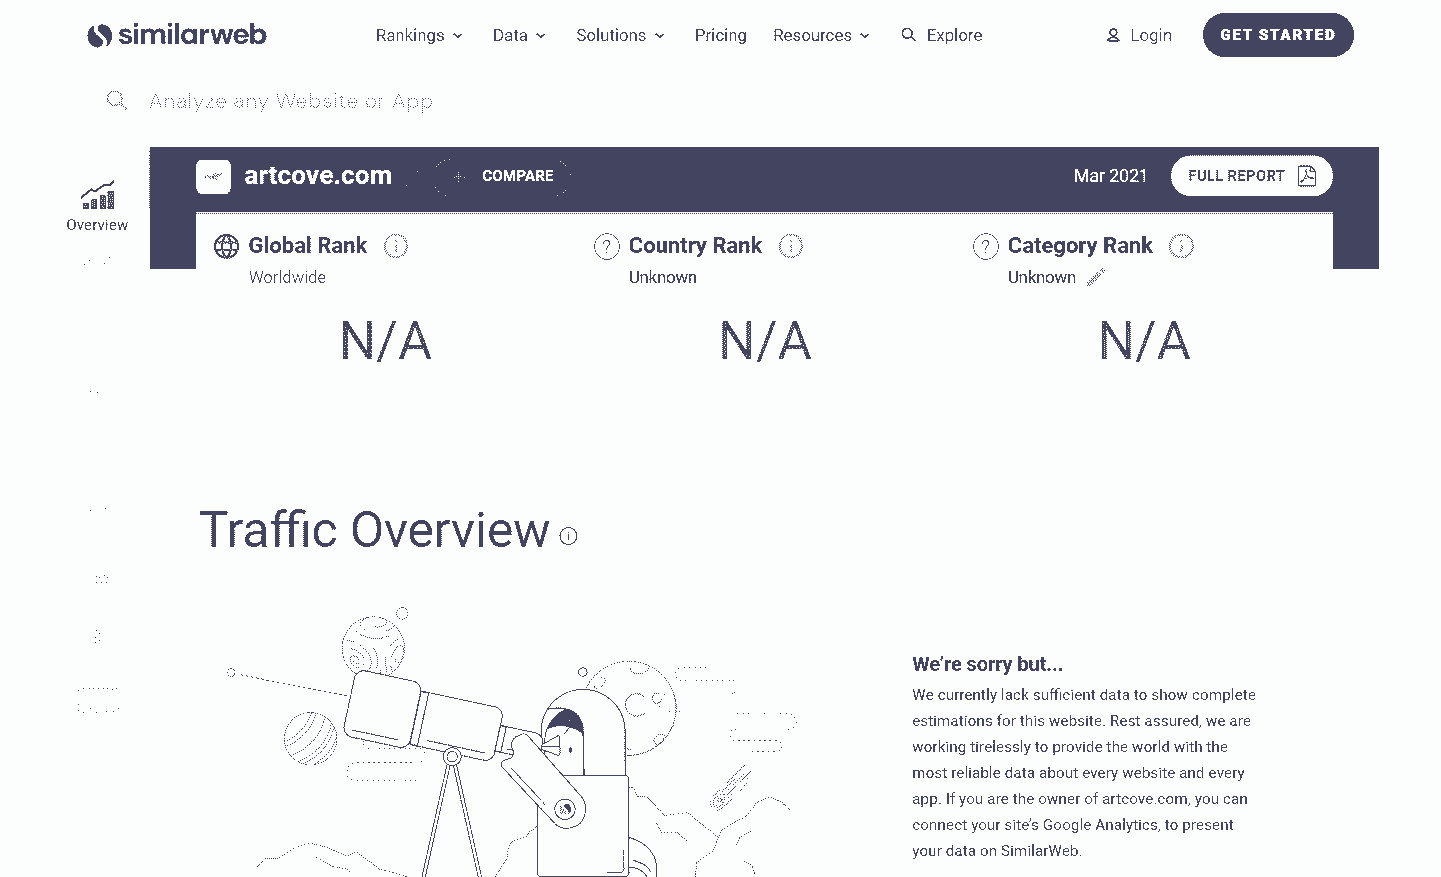 similarweb
Rankings Data Solutions Pricing Resources Explore Login GET STARTED
Analyze any Website or App
artcove.com COMPARE Mar 2021 FULL REPORT
Overview
Global Rank Country Rank Category Rank
Worldwide Unknown Unknown
N/A N/A N/A
Traffic Overview
We're sorry but...
We currently lack sufficient data to show complete
estimations for this website. Rest assured, we are
working tirelessly to provide the world with the
most reliable data about every website and every
app. If you are the owner of artcove.com, you can
connect your site's Google Analytics, to present
your data on SimilarWeb.